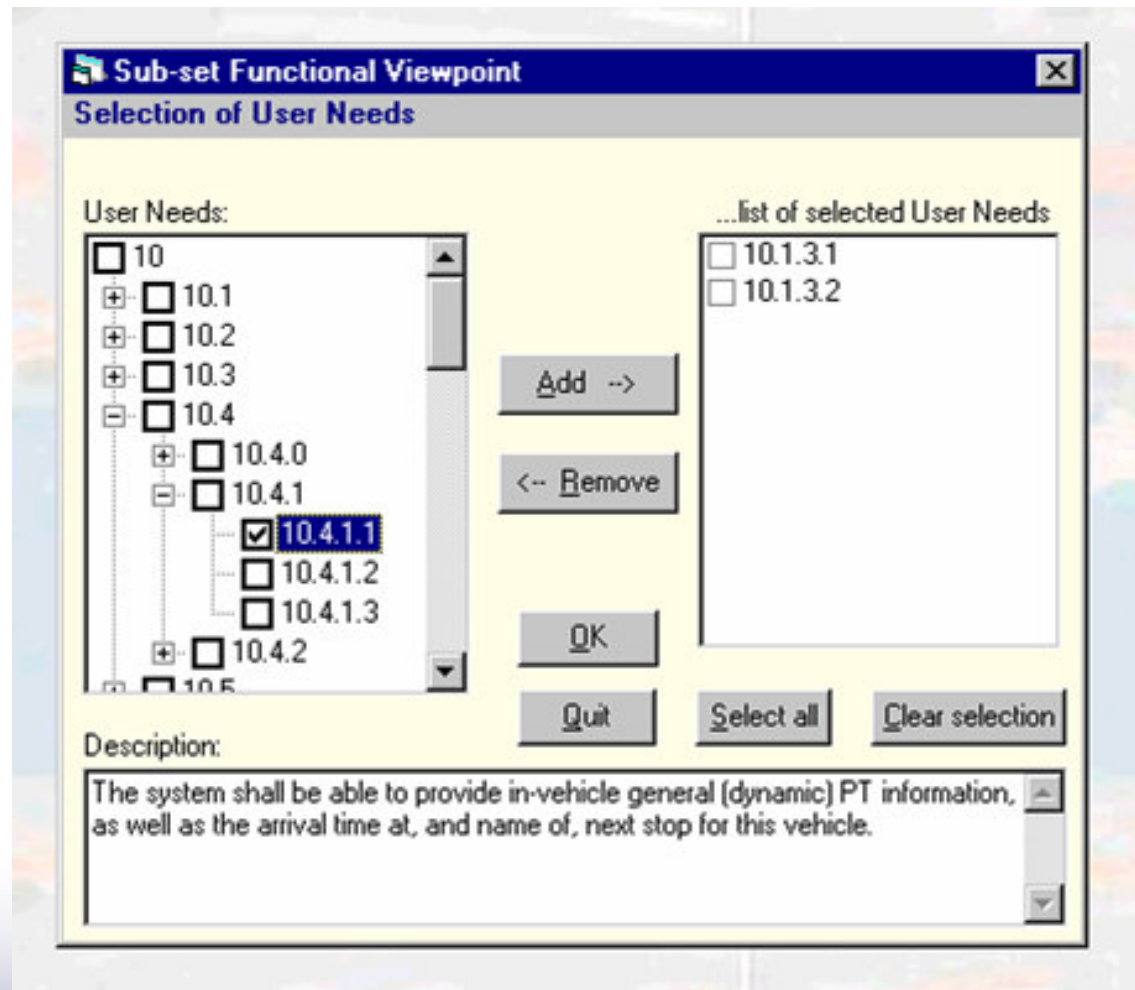 Sub-set Functional Viewpoint
Selection of User Needs
User Needs:
10
10.1
10.2
10.3
10.4
10.4.0
10.4.1
10.4.1.1
10.4.1.2
10.4.1.3
10.4.2
10.5
Add -->
<-- Remove
OK
Quit
...list of selected User Needs
10.1.3.1
10.1.3.2
Select all
Clear selection
Description:
The system shall be able to provide in-vehicle general (dynamic) PT information,
as well as the arrival time at, and name of, next stop for this vehicle.